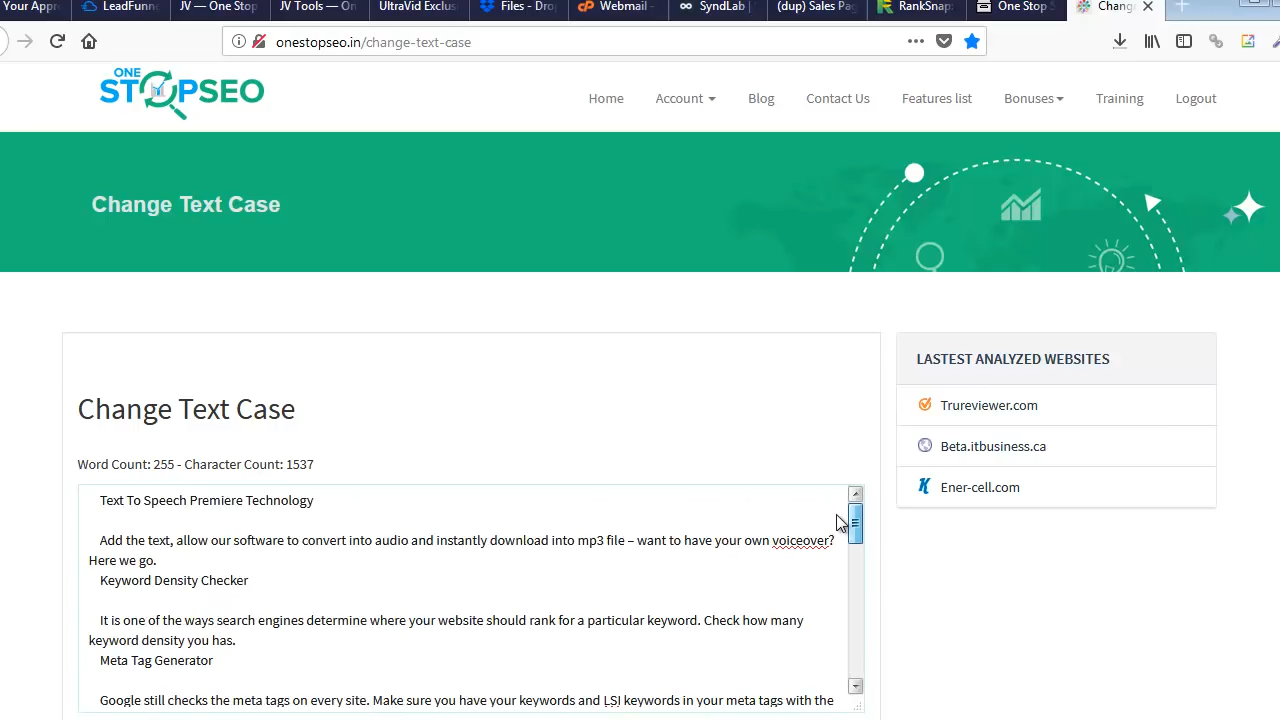 Your Appr
LeadFunne
JV — One Stop
JV Tools — On
UltraVid Exclus
Files - Drop
Webmail -
SyndLab |
(dup) Sales Pag
RankSnap
One Stop S
Chang
onestopseo.in/change-text-case
ONE
STOPSEO
Home
Account
Blog
Contact Us
Features list
Bonuses
Training
Logout
Change Text Case
Change Text Case
Word Count: 255 - Character Count: 1537
Text To Speech Premiere Technology
Add the text, allow our software to convert into audio and instantly download into mp3 file – want to have your own voiceover?
Here we go.
Keyword Density Checker
It is one of the ways search engines determine where your website should rank for a particular keyword. Check how many
keyword density you has.
Meta Tag Generator
Google still checks the meta tags on every site. Make sure you have your keywords and LSI keywords in your meta tags with the
LASTEST ANALYZED WEBSITES
Trureviewer.com
Beta.itbusiness.ca
Ener-cell.com